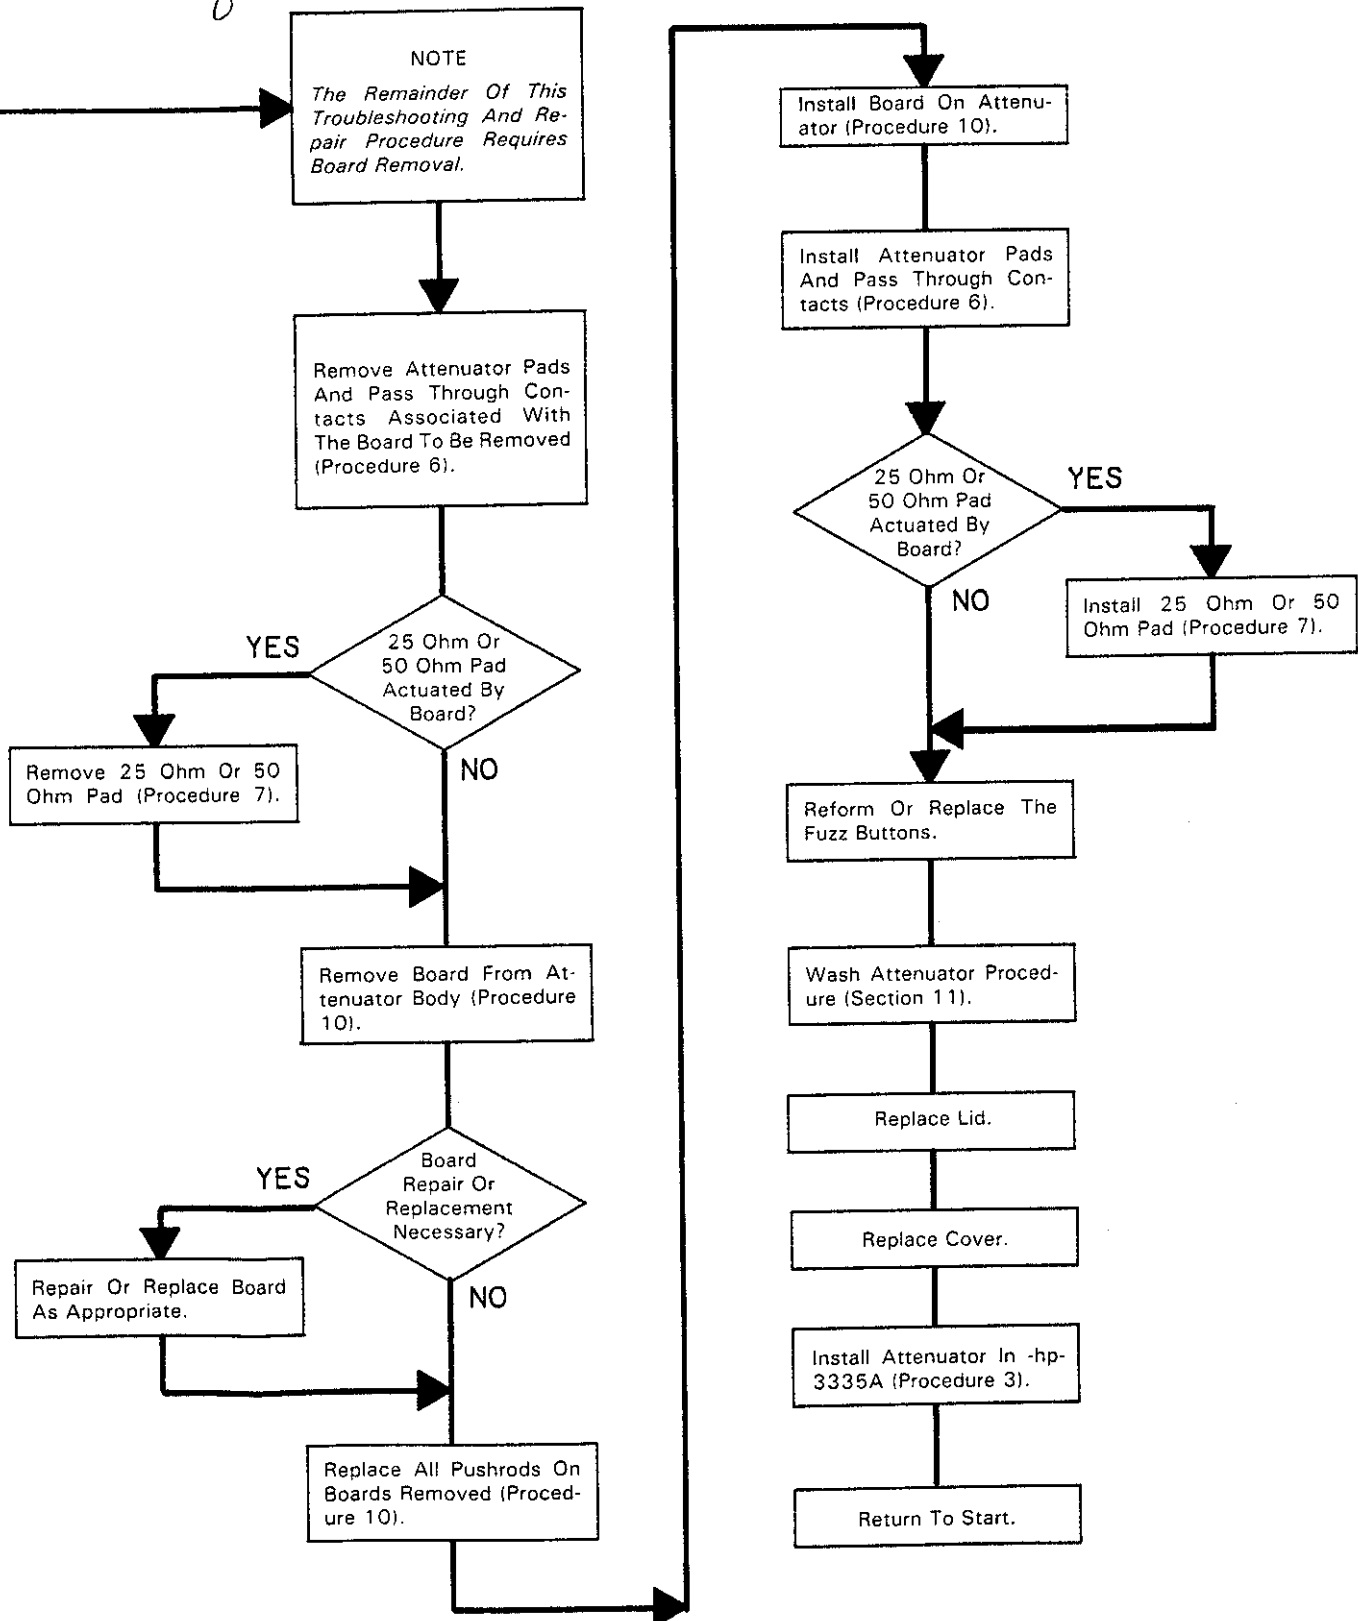 NOTE
The Remainder Of This
Troubleshooting And Re-
pair Procedure Requires
Board Removal.
Remove Attenuator Pads
And Pass Through Con-
tacts Associated With
The Board To Be Removed
(Procedure 6).
YES
25 Ohm Or
50 Ohm Pad
Actuated By
Board?
NO
Remove 25 Ohm Or 50
Ohm Pad (Procedure 7).
Remove Board From At-
tenuator Body (Procedure
10).
YES
Board
Repair Or
Replacement
Necessary?
NO
Repair Or Replace Board
As Appropriate.
Replace All Pushrods On
Boards Removed (Proced-
ure 10).
Install Board On Attenu-
ator (Procedure 10).
Install Attenuator Pads
And Pass Through Con-
tacts (Procedure 6).
25 Ohm Or
50 Ohm Pad
Actuated By
Board?
YES
NO
Install 25 Ohm Or 50
Ohm Pad (Procedure 7).
Reform Or Replace The
Fuzz Buttons.
Wash Attenuator Proced-
ure (Section 11).
Replace Lid.
Replace Cover.
Install Attenuator In -hp-
3335A (Procedure 3).
Return To Start.